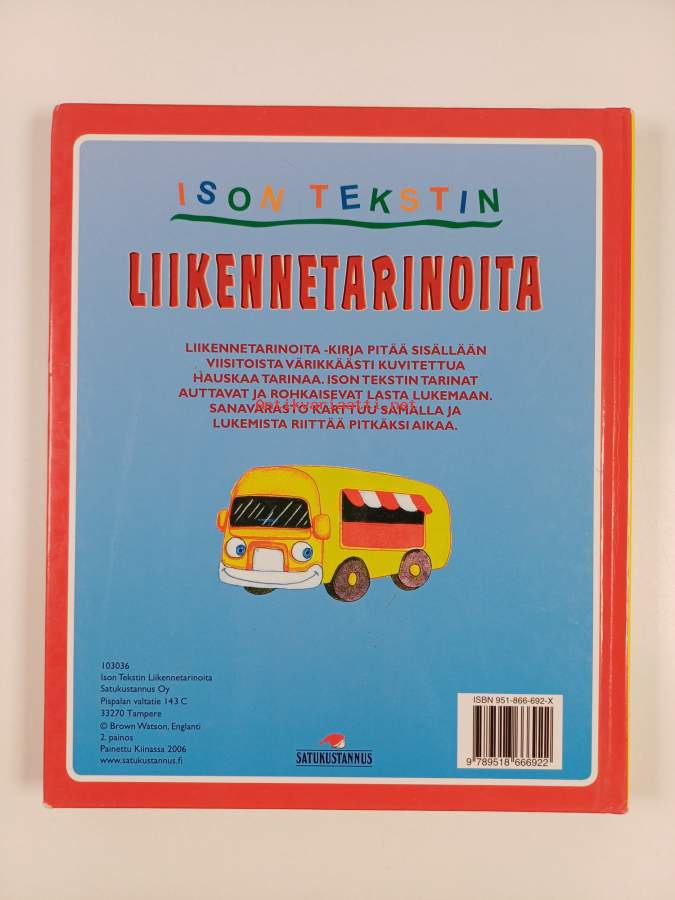 ISON TEKSTIN
LIIKENNETARINOITA
LIIKENNETARINOITA -KIRJA PITÄÄ SISÄLLÄÄN
VIISITOISTA VÄRIKKÄÄSTI KUVITETTUA
HAUSKAA TARINAA. ISON TEKSTIN TARINAT
AUTTAVAT JA ROHKAISEVAT LASTA LUKEMAAN.
Antikvariaatti.net
SANAVARASTO KARTTUU SAMALLA JA
LUKEMISTA RIITTÄÄ PITKÄKSI AIKAA.
103036
Ison Tekstin Liikennetarinoita
Satukustannus Oy
Pispalan valtatie 143 C
33270 Tampere
© Brown Watson, Englanti
2. painos
Painettu Kiinassa 2006
www.satukustannus.fi
SATUKUSTANNUS
ISBN 951-866-692-X
9 789518 666922